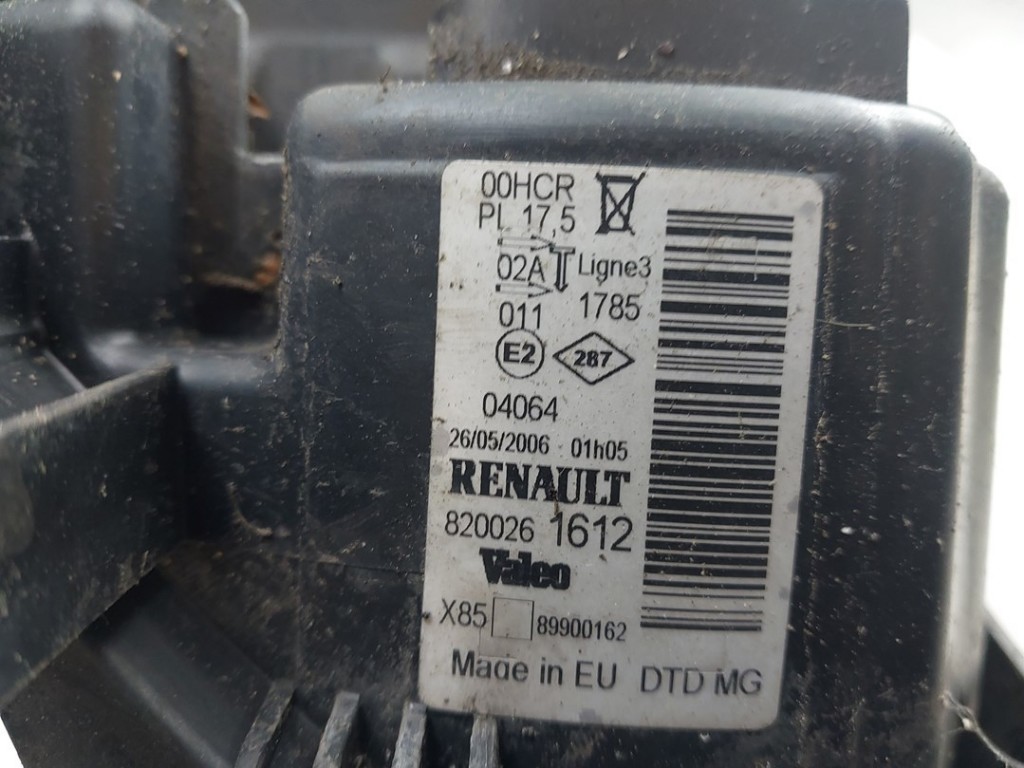 00HCR
PL 17,5
02A Ligne3
011 1785
E2 287
04064
26/05/2006 01h05
RENAULT
820026 1612
Valeo
X85 89900162
Made in EU DTD MG